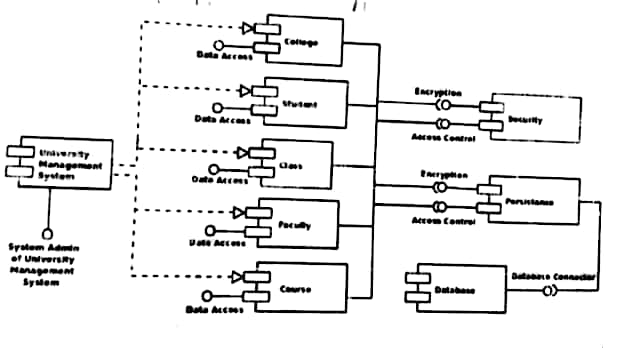 College
Data Access
Encryption
Student
Security
Data Access
Access Control
University
Management
System
Class
Data Access
Encryption
Persistance
Faculty
Access Control
Data Access
System Admin
of University
Management
System
Database Connector
Course
Database
Data Access